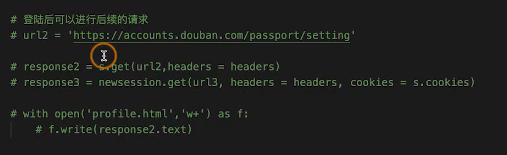 # 登陆后可以进行后续的请求
# url2 = 'https://accounts.douban.com/passport/setting'
# response2 = s.get(url2,headers = headers)
# response3 = newsession.get(url3, headers = headers, cookies = s.cookies)
# with open('profile.html','w+') as f:
# f.write(response2.text)